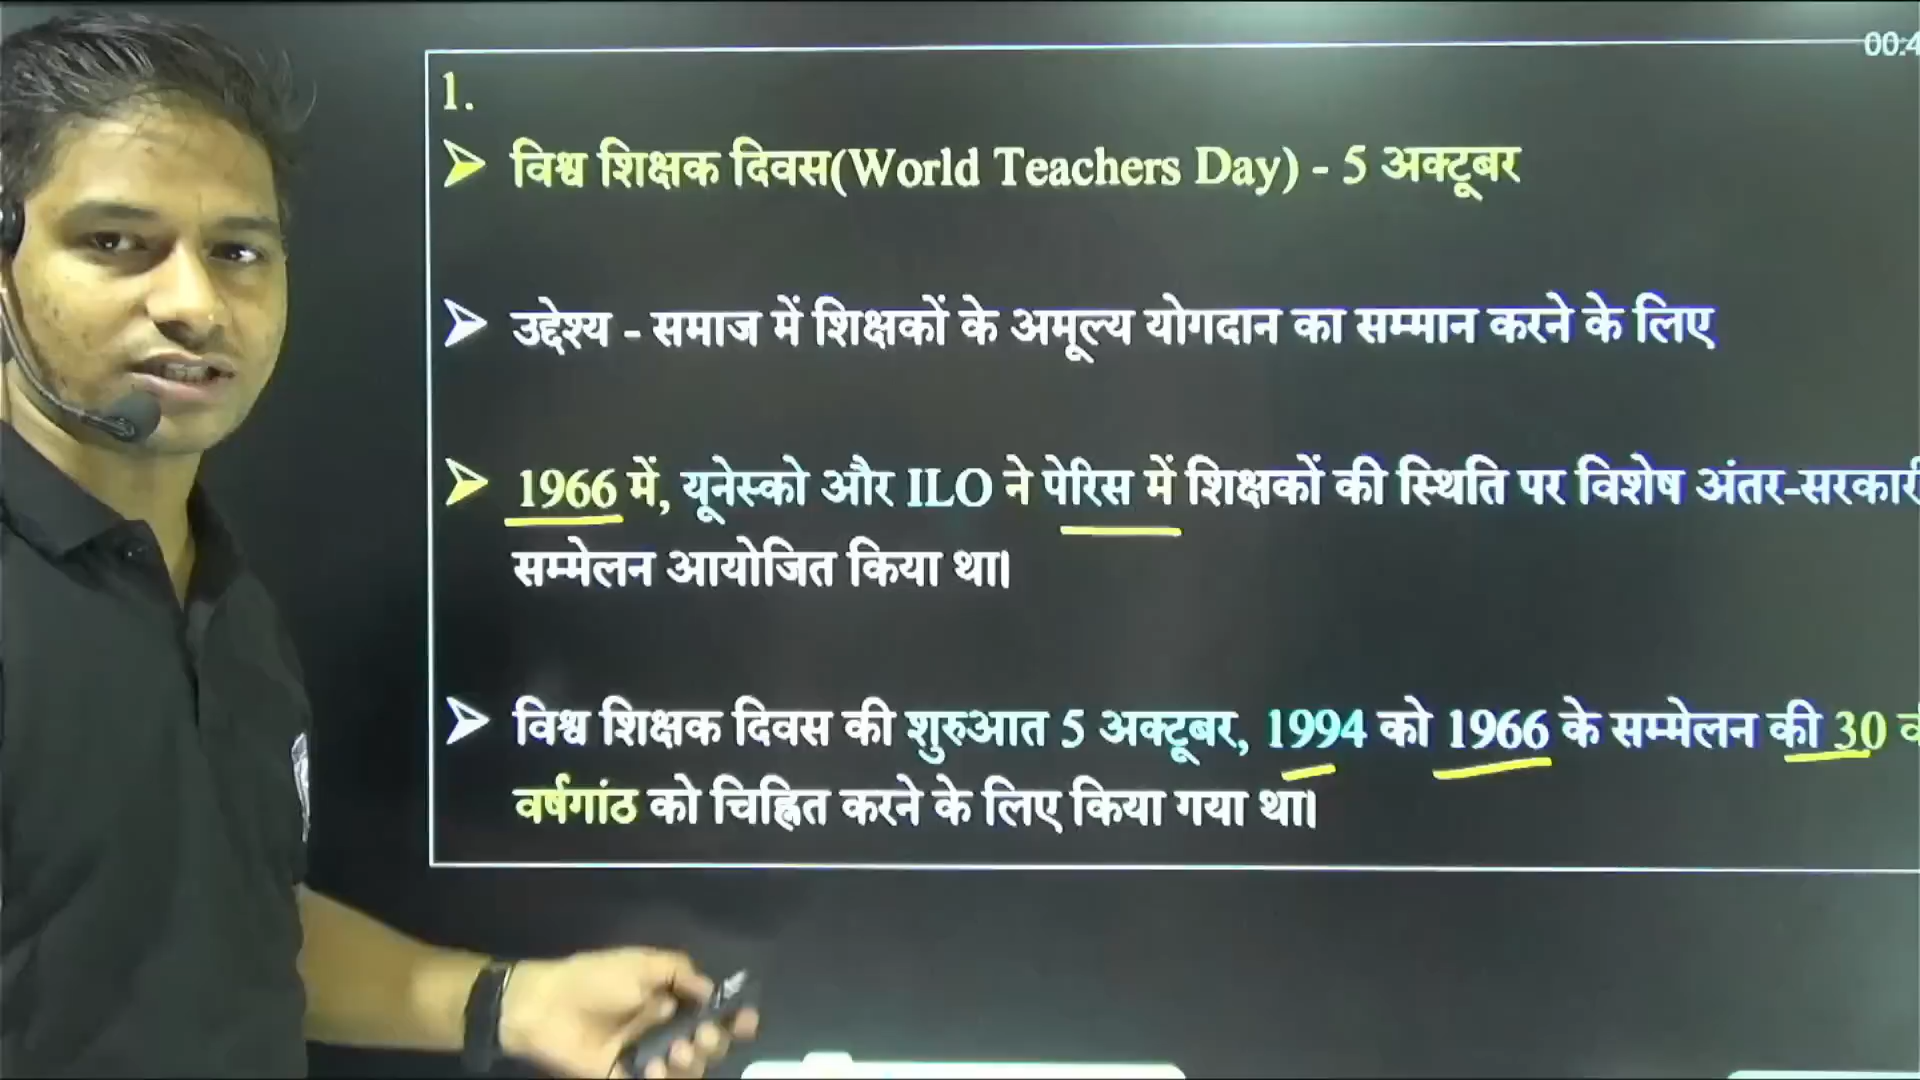 00:4
1.
विश्व शिक्षक दिवस(World Teachers Day) - 5 अक्टूबर
उद्देश्य - समाज में शिक्षकों के अमूल्य योगदान का सम्मान करने के लिए
1966 में, यूनेस्को और ILO ने पेरिस में शिक्षकों की स्थिति पर विशेष अंतर-सरकारी
सम्मेलन आयोजित किया था।
विश्व शिक्षक दिवस की शुरुआत 5 अक्टूबर, 1994 को 1966 के सम्मेलन की 30
वर्षगांठ को चिह्नित करने के लिए किया गया था।